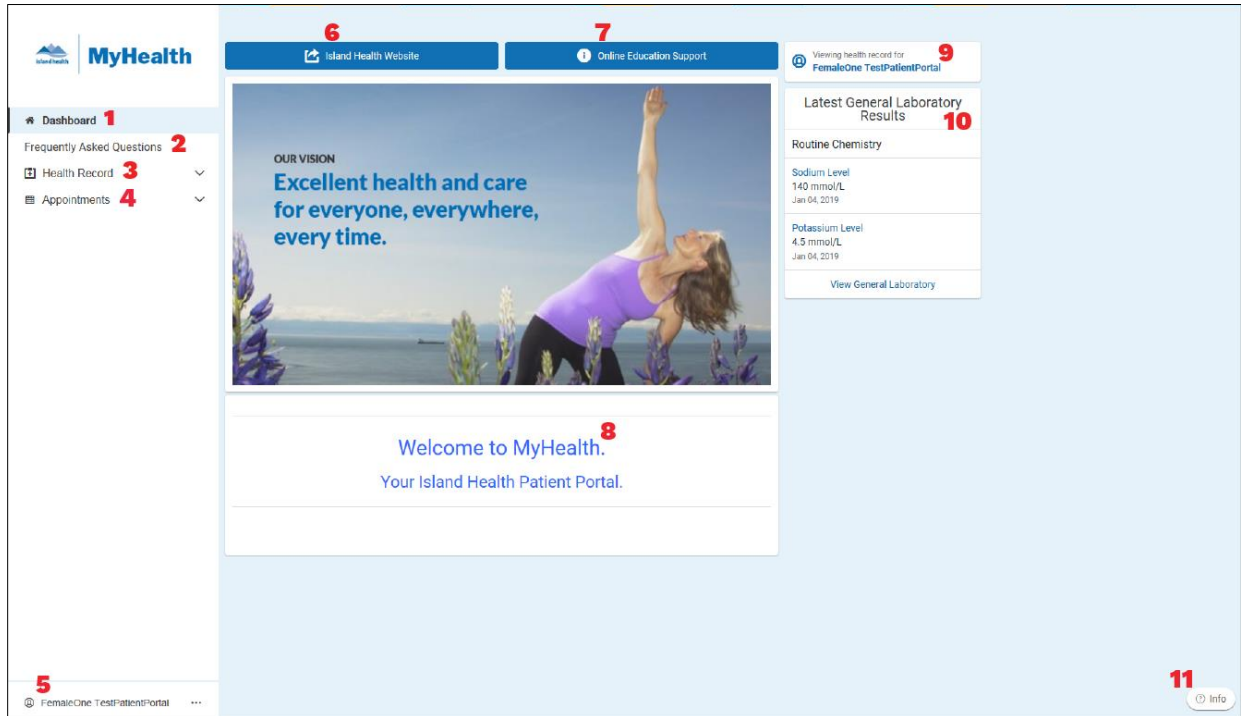 island health
MyHealth
Dashboard 1
Frequently Asked Questions 2
Health Record 3
Appointments 4
5
FemaleOne TestPatientPortal ...
6
Island Health Website
7
Online Education Support
OUR VISION
Excellent health and care
for everyone, everywhere,
every time.
8
Welcome to MyHealth.
Your Island Health Patient Portal.
9
Viewing health record for
FemaleOne TestPatientPortal
Latest General Laboratory
Results
10
Routine Chemistry
Sodium Level
140 mmol/L
Jan 04, 2019
Potassium Level
4.5 mmol/L
Jan 04, 2019
View General Laboratory
11
Info